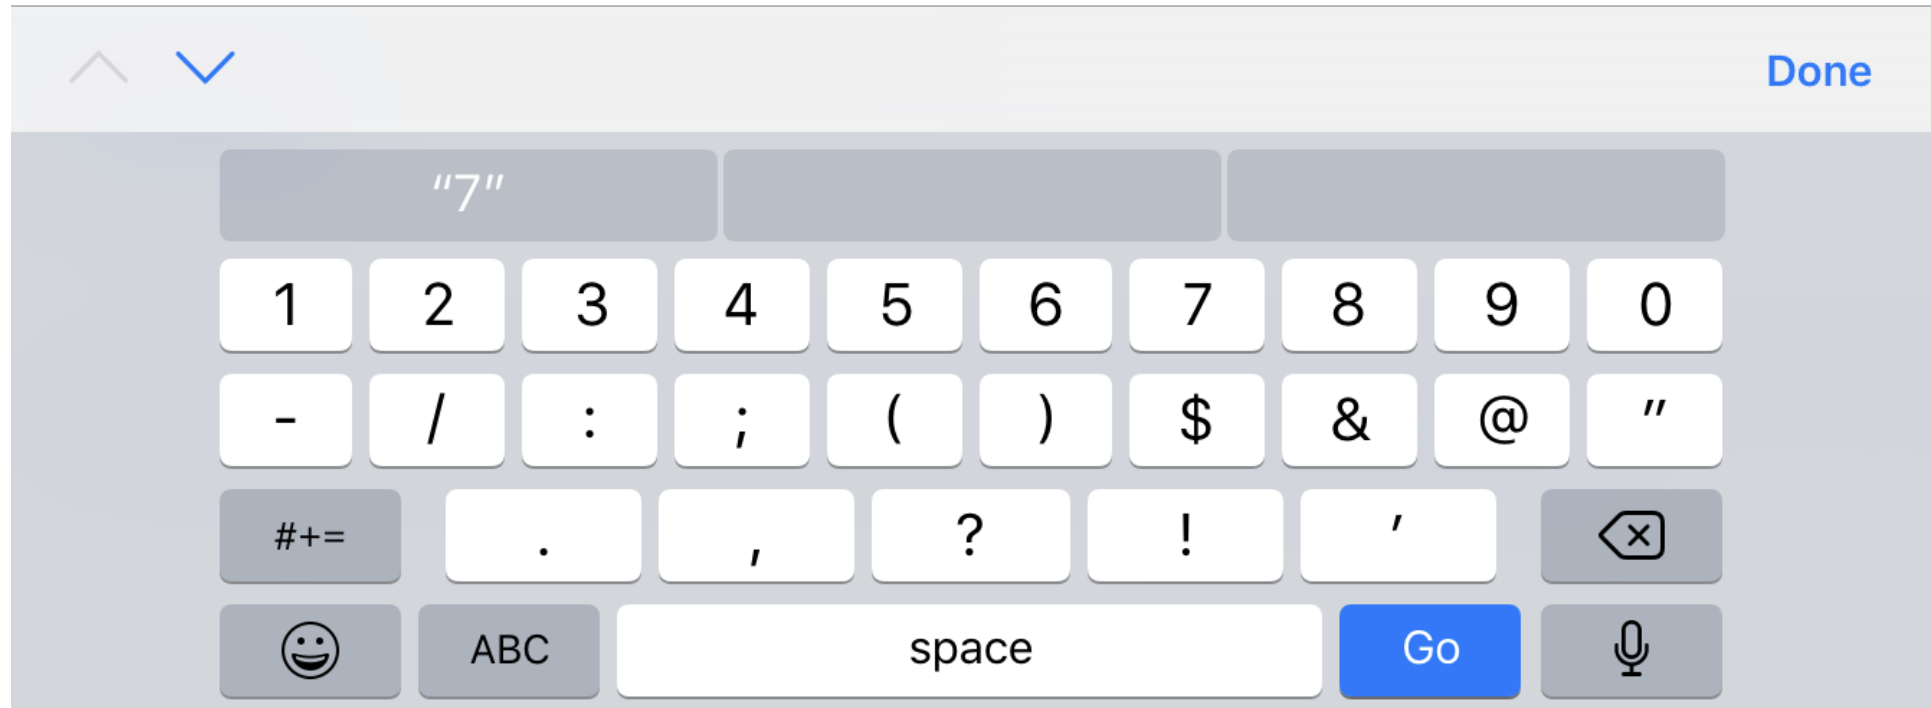 Done
“7”
1 2 3 4 5 6 7 8 9 0
- / : ; ( ) $ & @ "
#+= . , ? ! '
ABC space Go